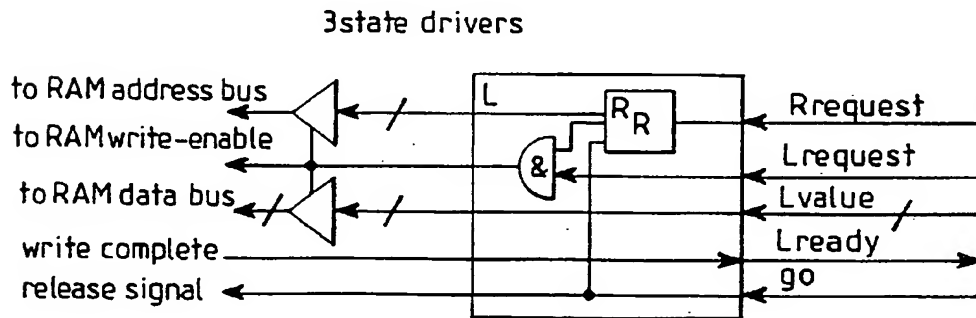 3state drivers
to RAM address bus
L
R
R
Rrequest
to RAM write-enable
&
Lrequest
to RAM data bus
Lvalue
write complete
Lready
release signal
go